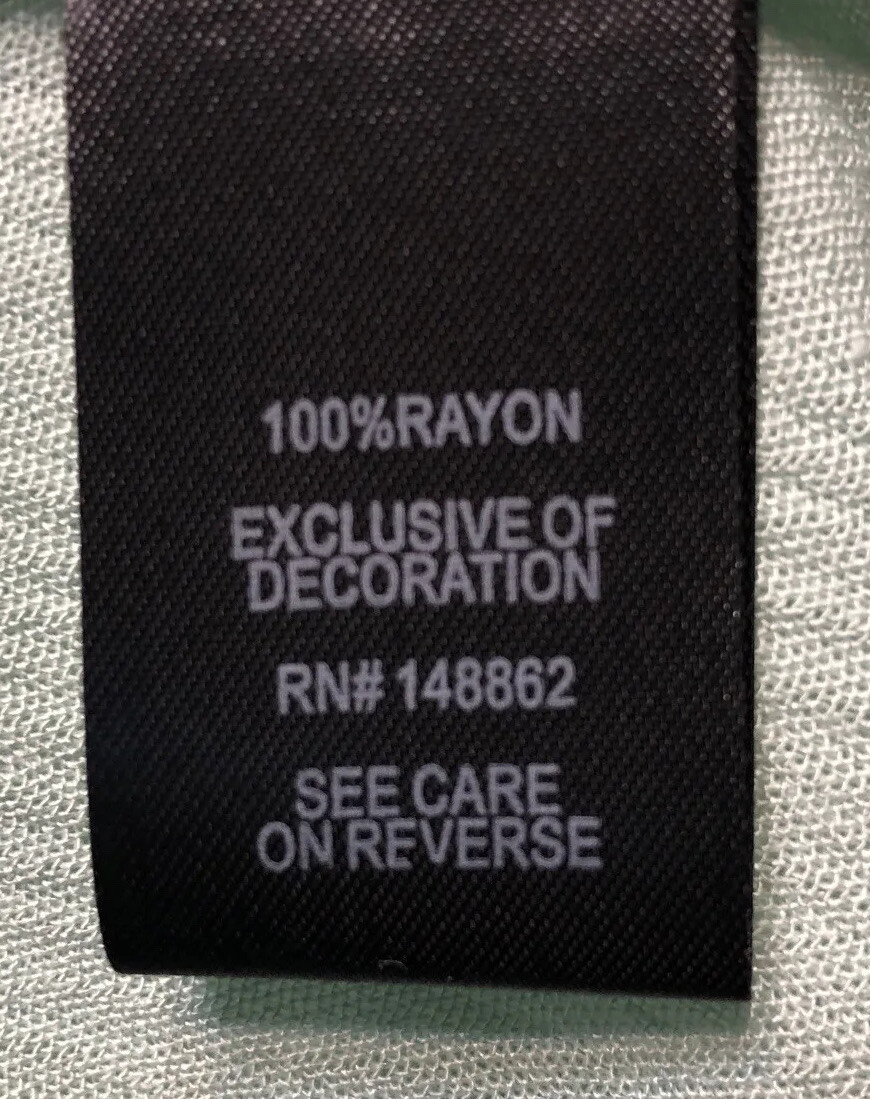 100%RAYON
EXCLUSIVE OF
DECORATION
RN# 148862
SEE CARE
ON REVERSE